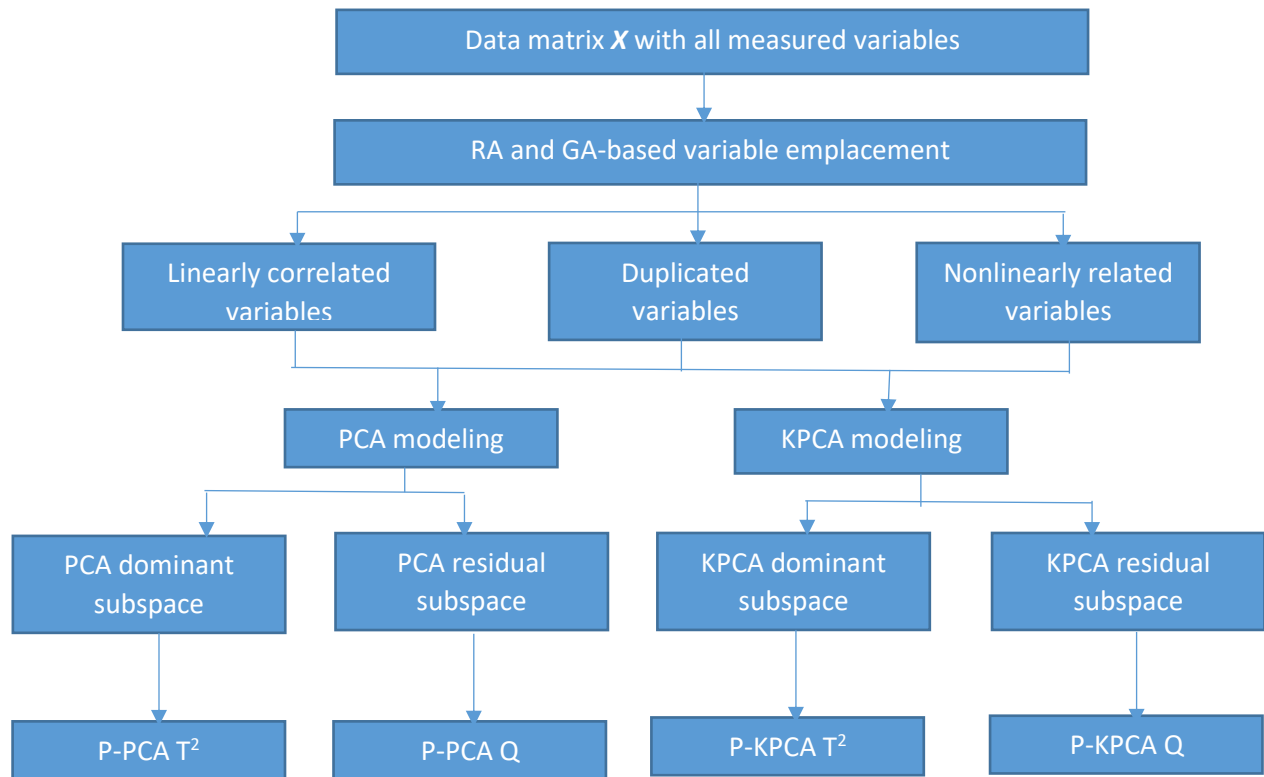 Data matrix X with all measured variables
RA and GA-based variable emplacement
Linearly correlated
variables
Duplicated
variables
Nonlinearly related
variables
PCA modeling
KPCA modeling
PCA dominant
subspace
PCA residual
subspace
KPCA dominant
subspace
KPCA residual
subspace
P-PCA T²
P-PCA Q
P-KPCA T²
P-KPCA Q